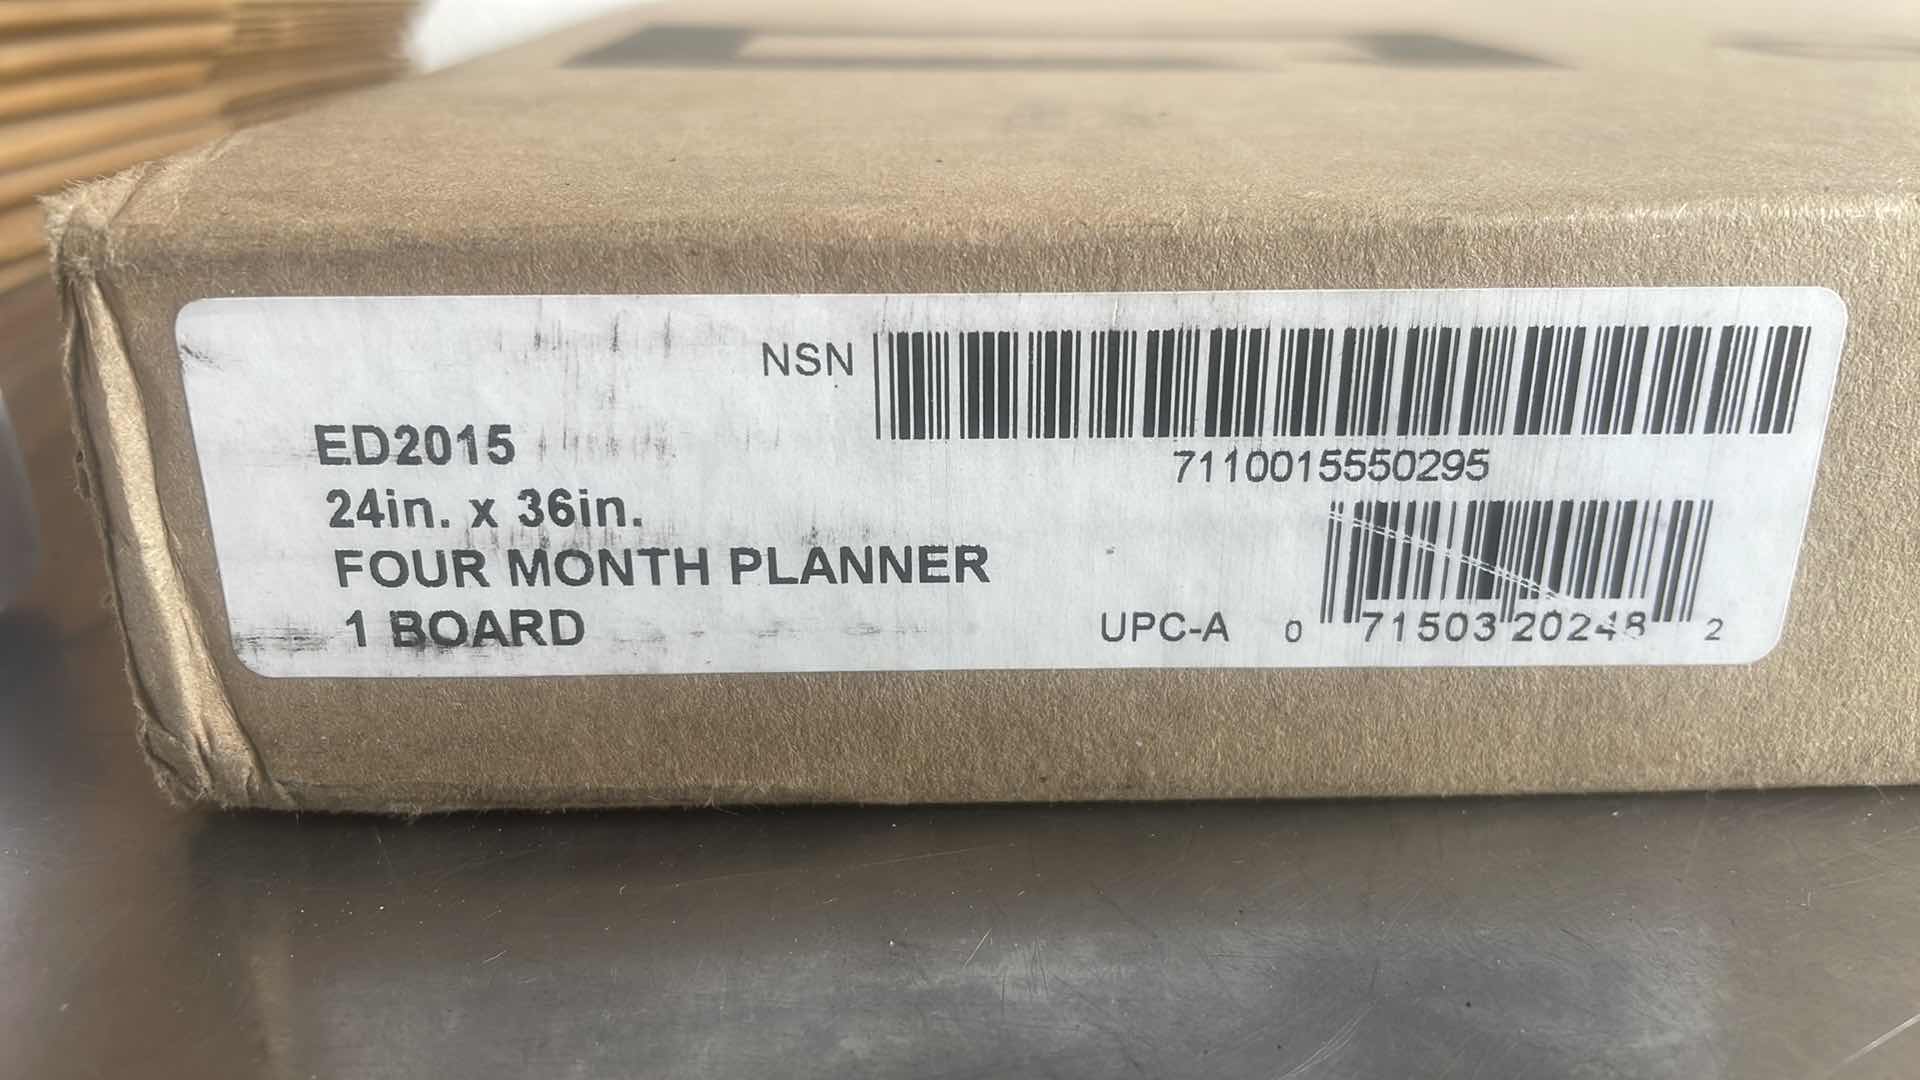 NSN
7110015550295
ED2015
24in. x 36in.
FOUR MONTH PLANNER
1 BOARD
UPC-A 0 71503 20248 2